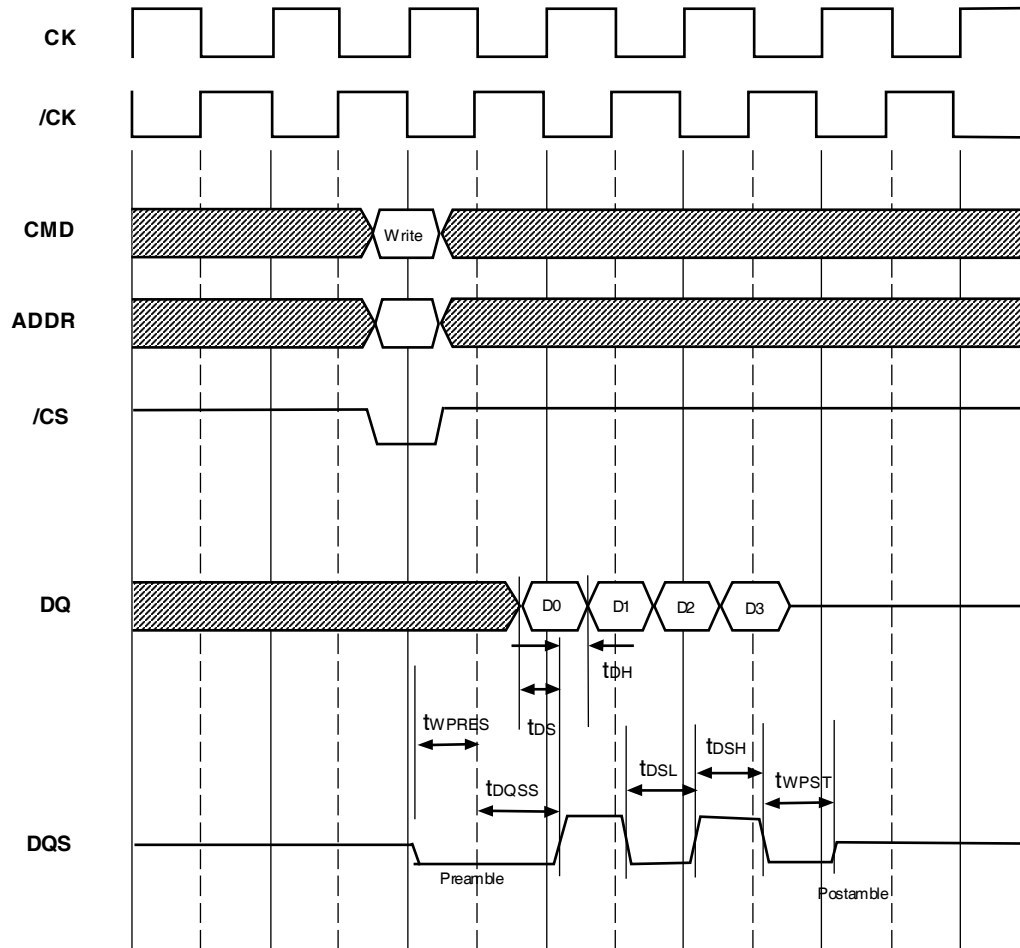 CK
/CK
CMD
Write
ADDR
/CS
DQ
D0 D1 D2 D3
tDH
tWPRES
tDS
tDSH
tDSL
tWPST
tDQSS
DQS
Preamble
Postamble